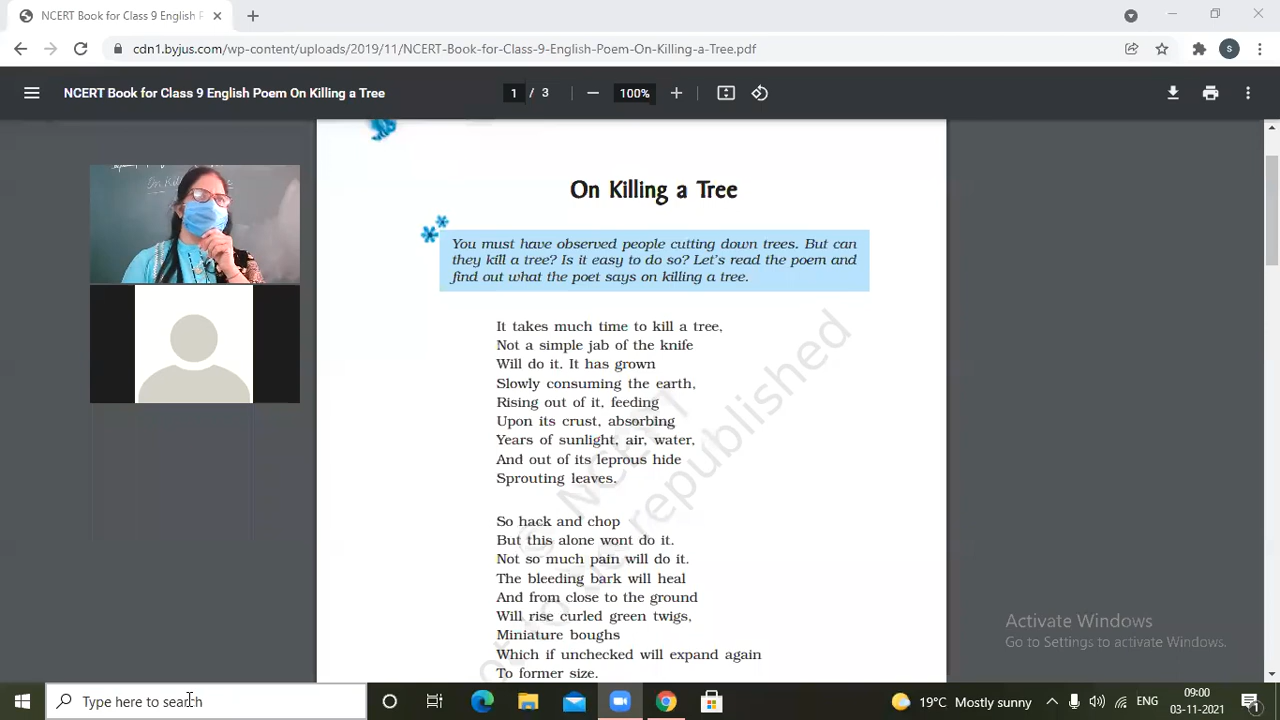 NCERT Book for Class 9 English P
cdn1.byjus.com/wp-content/uploads/2019/11/NCERT-Book-for-Class-9-English-Poem-On-Killing-a-Tree.pdf
S
NCERT Book for Class 9 English Poem On Killing a Tree
1 / 3
100%
On Killing a Tree
You must have observed people cutting down trees. But can
they kill a tree? Is it easy to do so? Let's read the poem and
find out what the poet says on killing a tree.
It takes much time to kill a tree,
Not a simple jab of the knife
Will do it. It has grown
Slowly consuming the earth,
Rising out of it, feeding
Upon its crust, absorbing
Years of sunlight, air, water,
And out of its leprous hide
Sprouting leaves.
So hack and chop
But this alone wont do it.
Not so much pain will do it.
The bleeding bark will heal
And from close to the ground
Will rise curled green twigs,
Miniature boughs
Which if unchecked will expand again
To former size.
© NCERT
not to be republished
Activate Windows
Go to Settings to activate Windows.
Type here to search
19°C Mostly sunny
ENG
09:00
03-11-2021
1